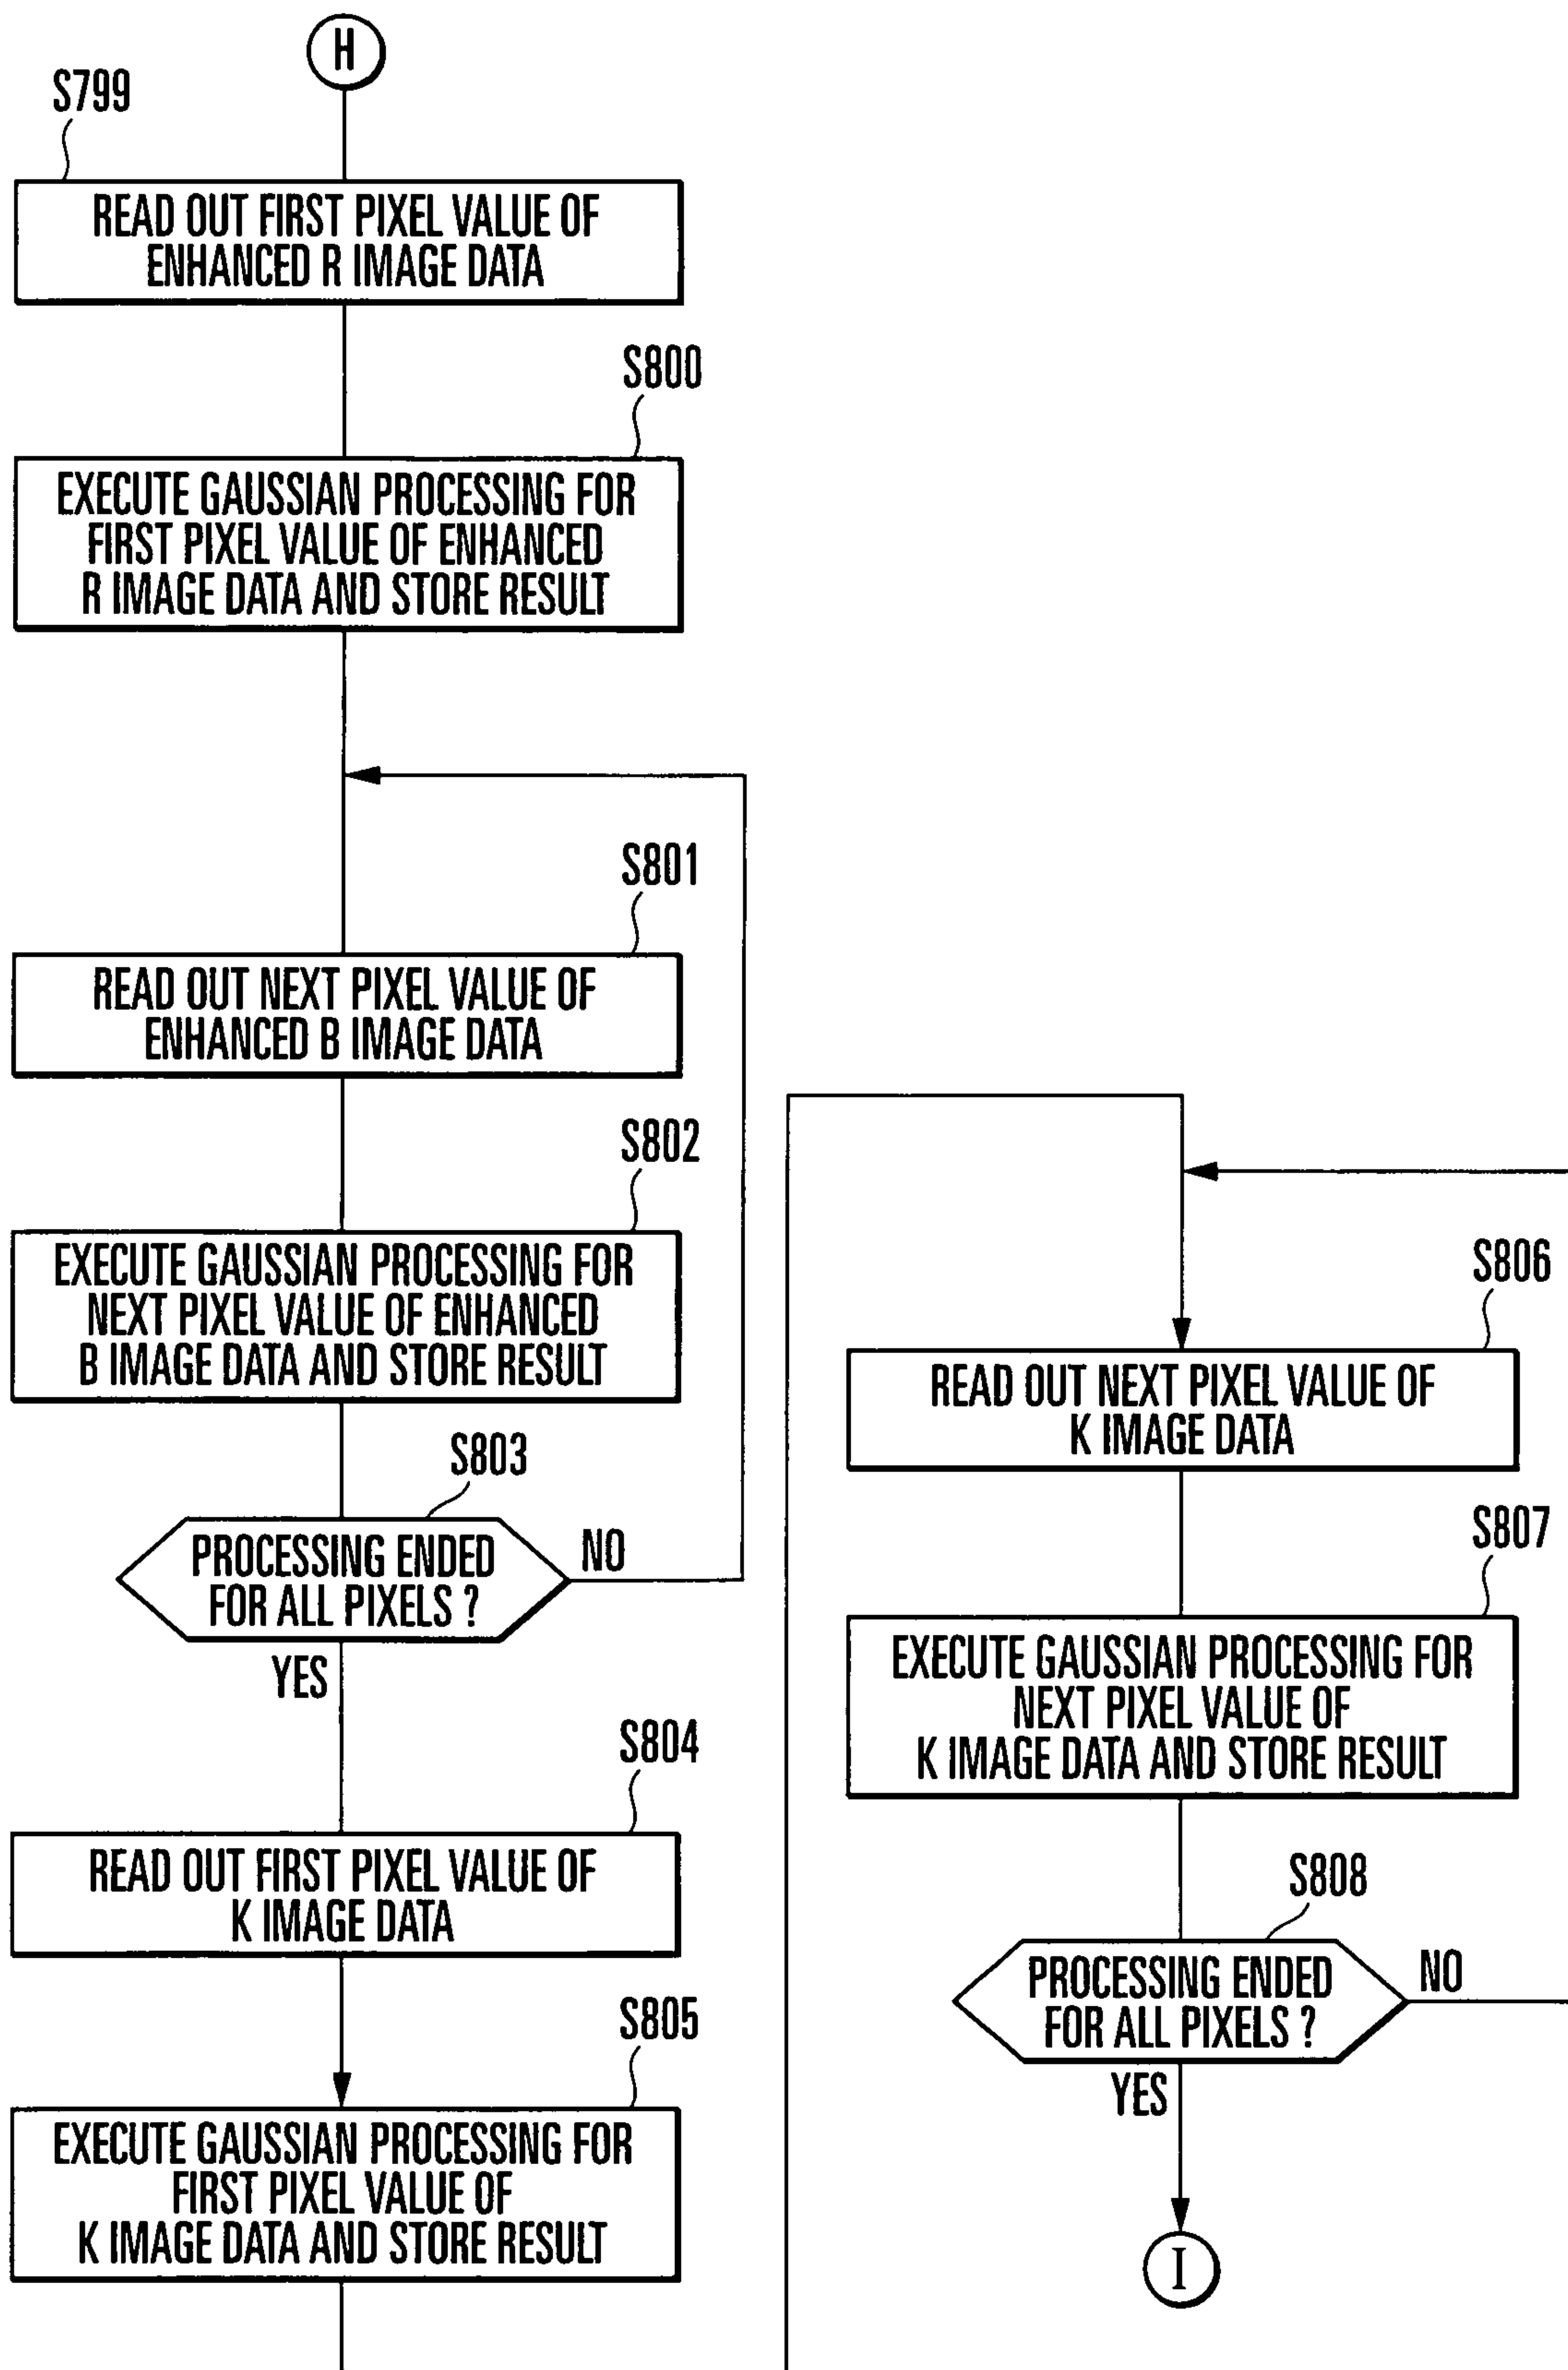 H
S799
READ OUT FIRST PIXEL VALUE OF
ENHANCED R IMAGE DATA
S800
EXECUTE GAUSSIAN PROCESSING FOR
FIRST PIXEL VALUE OF ENHANCED
R IMAGE DATA AND STORE RESULT
S801
READ OUT NEXT PIXEL VALUE OF
ENHANCED B IMAGE DATA
S802
EXECUTE GAUSSIAN PROCESSING FOR
NEXT PIXEL VALUE OF ENHANCED
B IMAGE DATA AND STORE RESULT
S803
PROCESSING ENDED
FOR ALL PIXELS ?
NO
YES
S804
READ OUT FIRST PIXEL VALUE OF
K IMAGE DATA
S805
EXECUTE GAUSSIAN PROCESSING FOR
FIRST PIXEL VALUE OF
K IMAGE DATA AND STORE RESULT
S806
READ OUT NEXT PIXEL VALUE OF
K IMAGE DATA
S807
EXECUTE GAUSSIAN PROCESSING FOR
NEXT PIXEL VALUE OF
K IMAGE DATA AND STORE RESULT
S808
PROCESSING ENDED
FOR ALL PIXELS ?
NO
YES
I